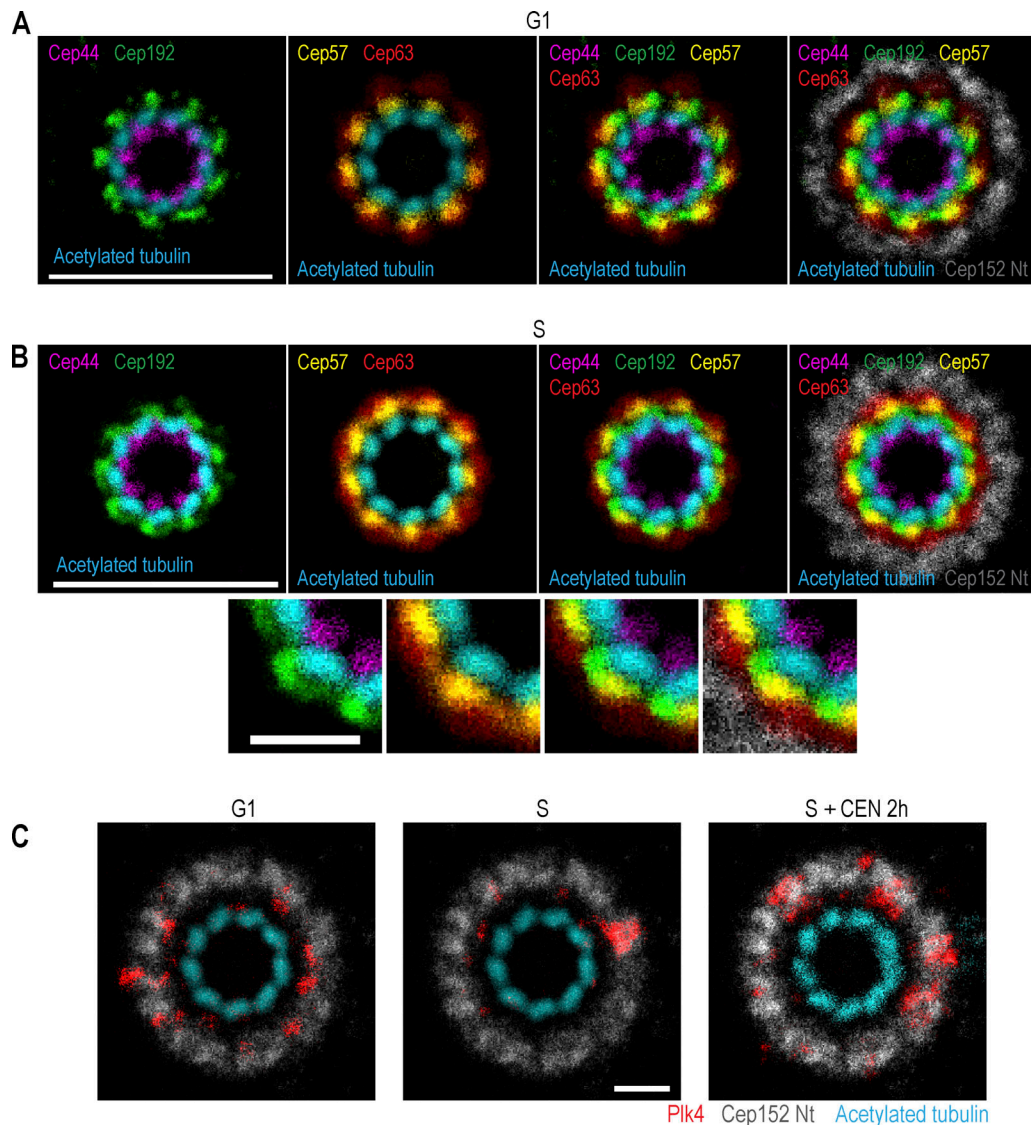 A
G1
Cep44 Cep192
Acetylated tubulin
Cep57 Cep63
Acetylated tubulin
Cep44 Cep192 Cep57
Cep63
Acetylated tubulin
Cep44 Cep192 Cep57
Cep63
Acetylated tubulin Cep152 Nt
B
S
Cep44 Cep192
Acetylated tubulin
Cep57 Cep63
Acetylated tubulin
Cep44 Cep192 Cep57
Cep63
Acetylated tubulin
Cep44 Cep192 Cep57
Cep63
Acetylated tubulin Cep152 Nt
C
G1
S
S + CEN 2h
Plk4 Cep152 Nt Acetylated tubulin